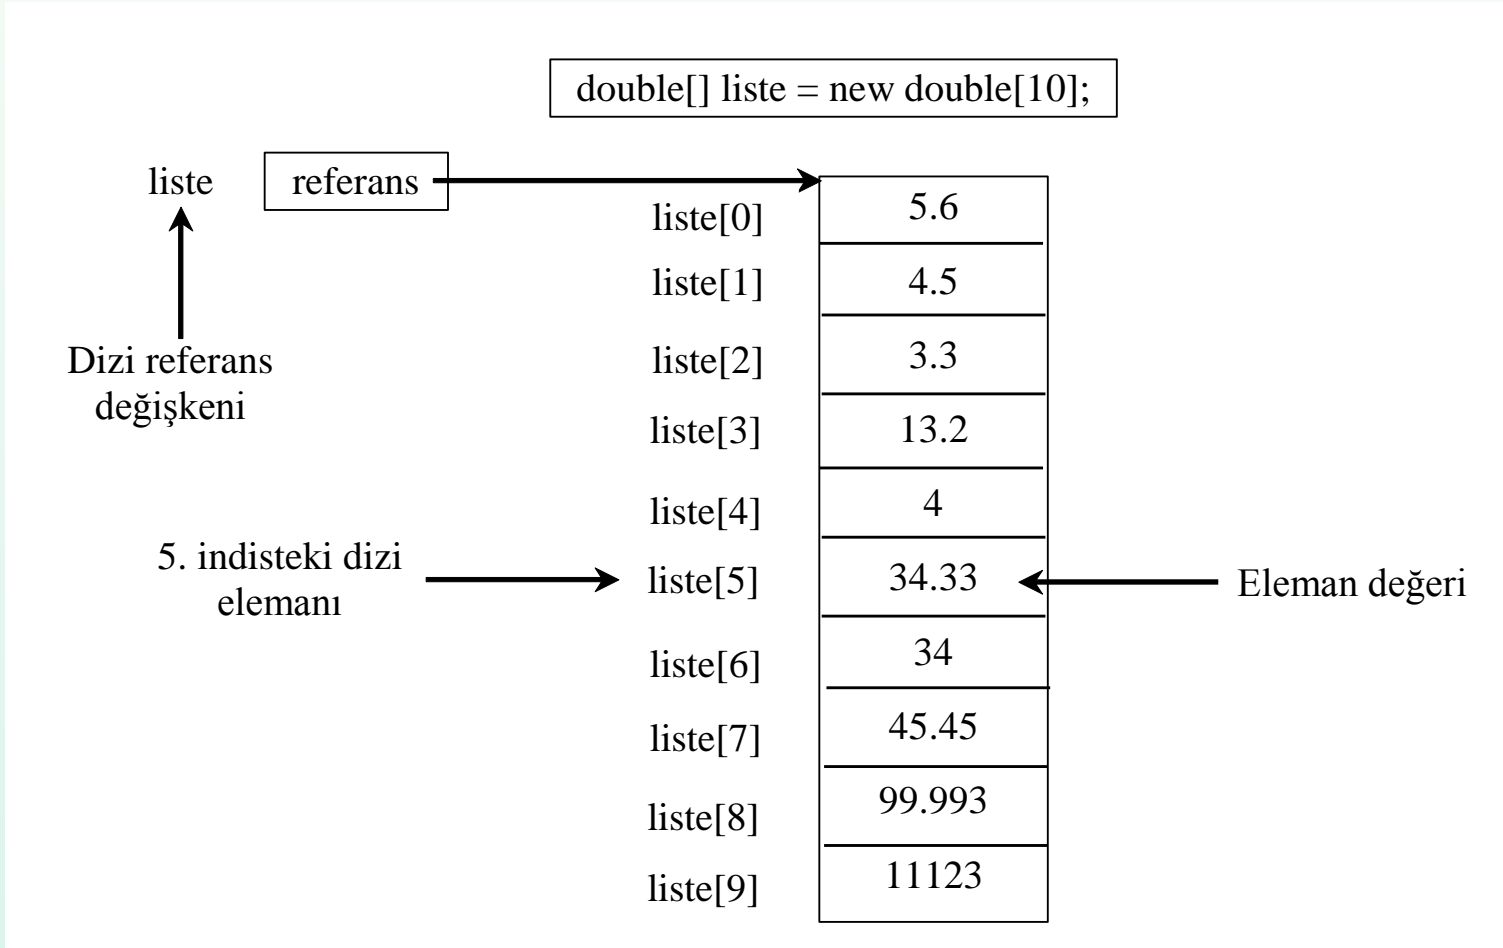 double[] liste = new double[10];
liste
referans
Dizi referans
değişkeni
liste[0] 5.6
liste[1] 4.5
liste[2] 3.3
liste[3] 13.2
liste[4] 4
5. indisteki dizi
elemanı
liste[5] 34.33
Eleman değeri
liste[6] 34
liste[7] 45.45
liste[8] 99.993
liste[9] 11123